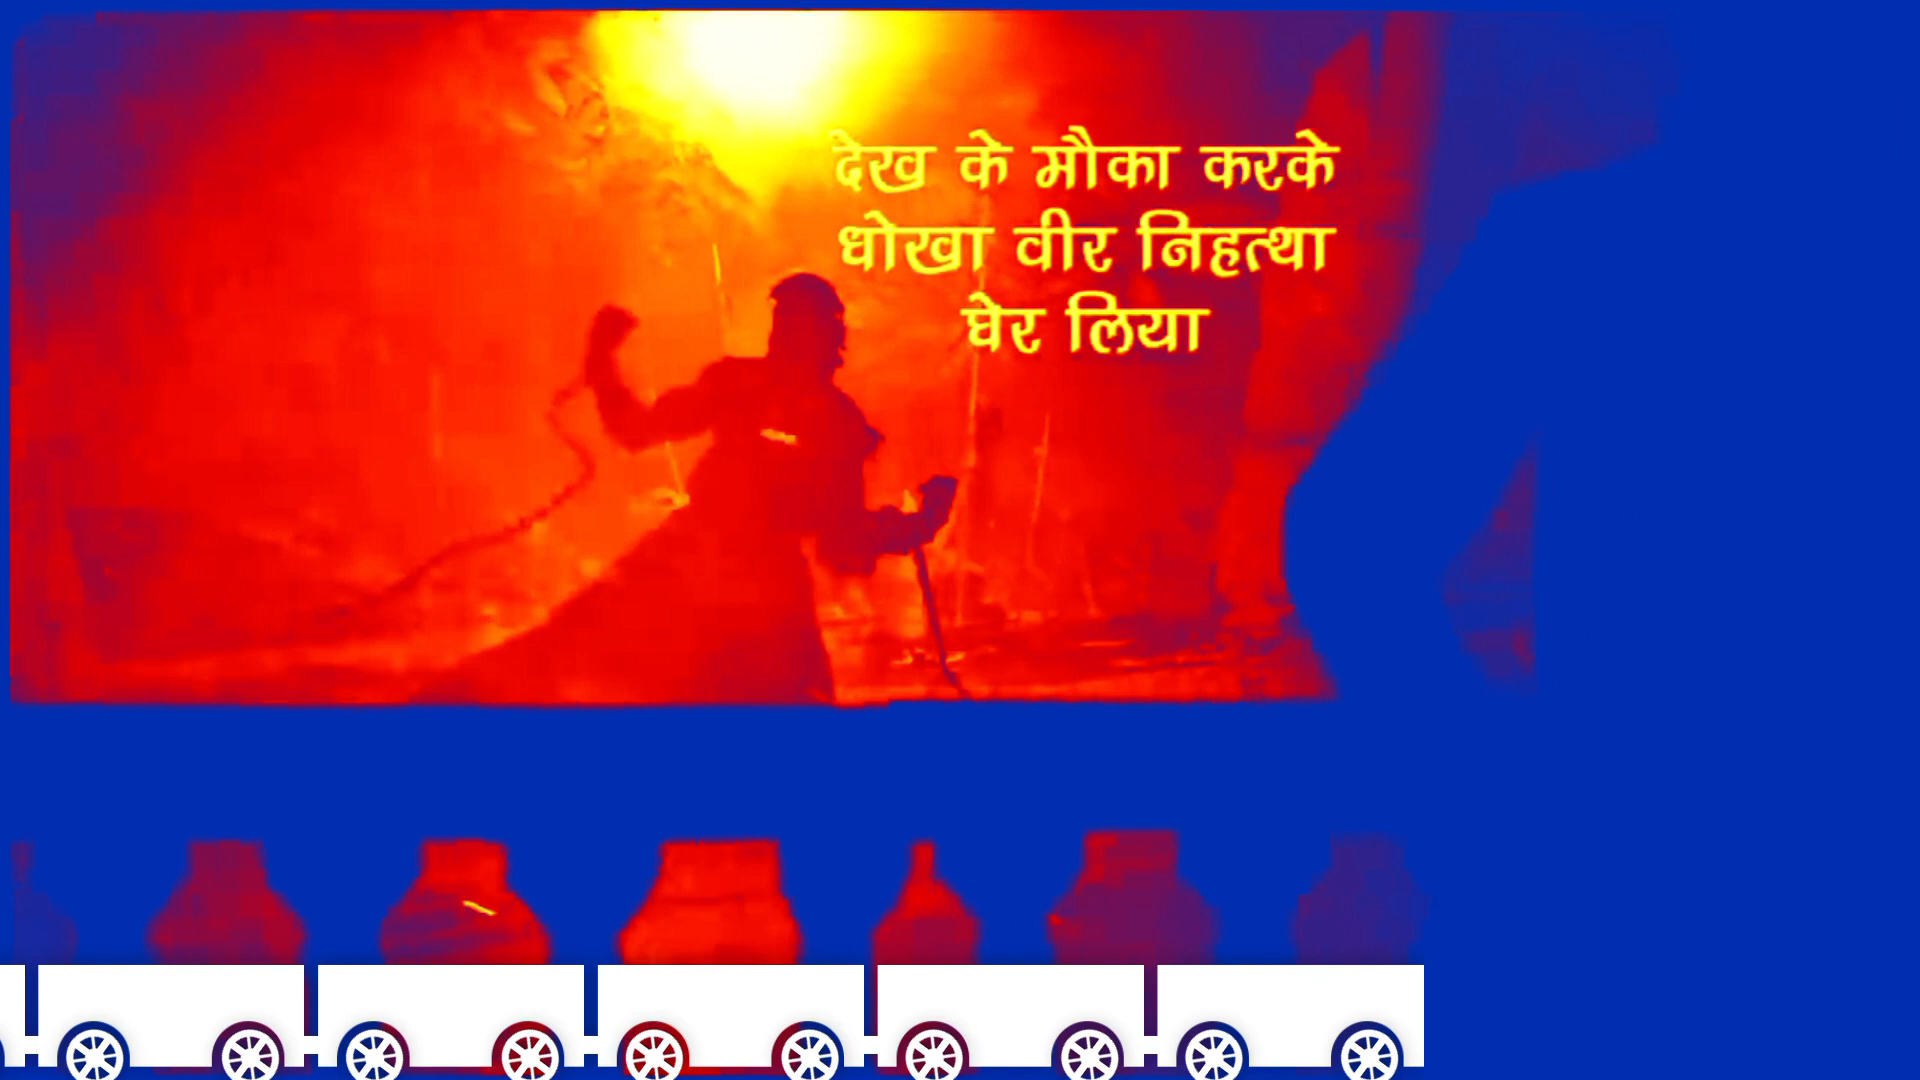 देख के मौका करके
धोखा वीर निहत्था
घेर लिया